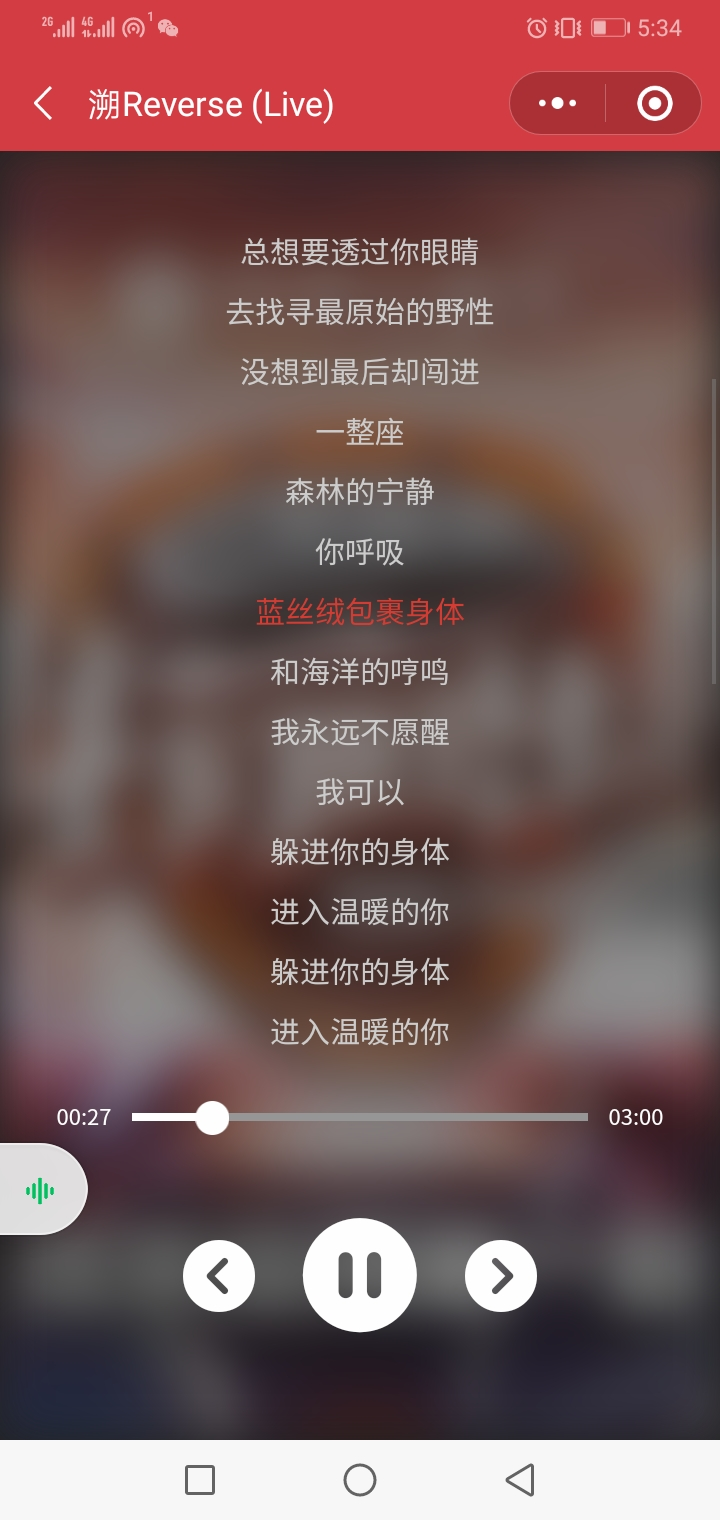 2G 4G 1 5:34
溯Reverse (Live)
总想要透过你眼睛
去找寻最原始的野性
没想到最后却闯进
一整座
森林的宁静
你呼吸
蓝丝绒包裹身体
和海洋的哼鸣
我永远不愿醒
我可以
躲进你的身体
进入温暖的你
躲进你的身体
进入温暖的你
00:27 03:00